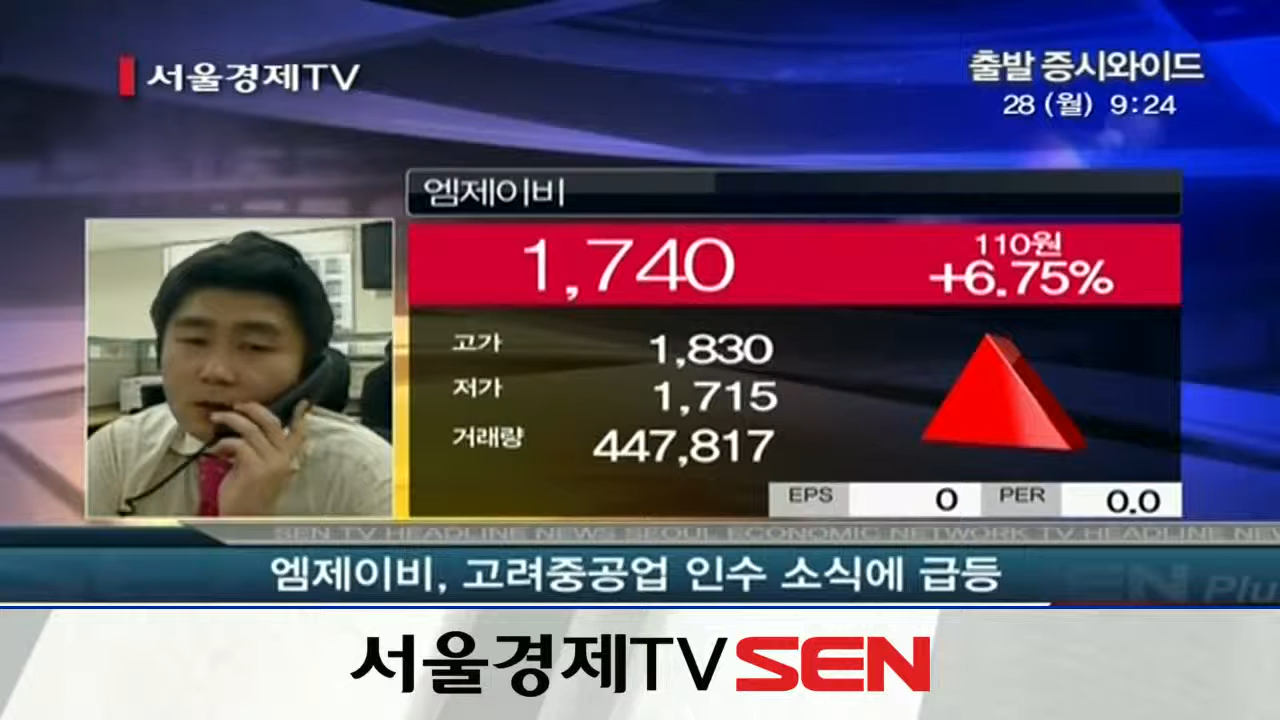 서울경제TV
출발 증시와이드
28 (월) 9:24
엠제이비
1,740
110원
+6.75%
고가 1,830
저가 1,715
거래량 447,817
EPS 0 PER 0.0
SEN TV HEADLINE NEWS SEOUL ECONOMIC NETWORK TV HEADLINE NEW
엠제이비, 고려중공업 인수 소식에 급등
SEN Plu
서울경제TV SEN